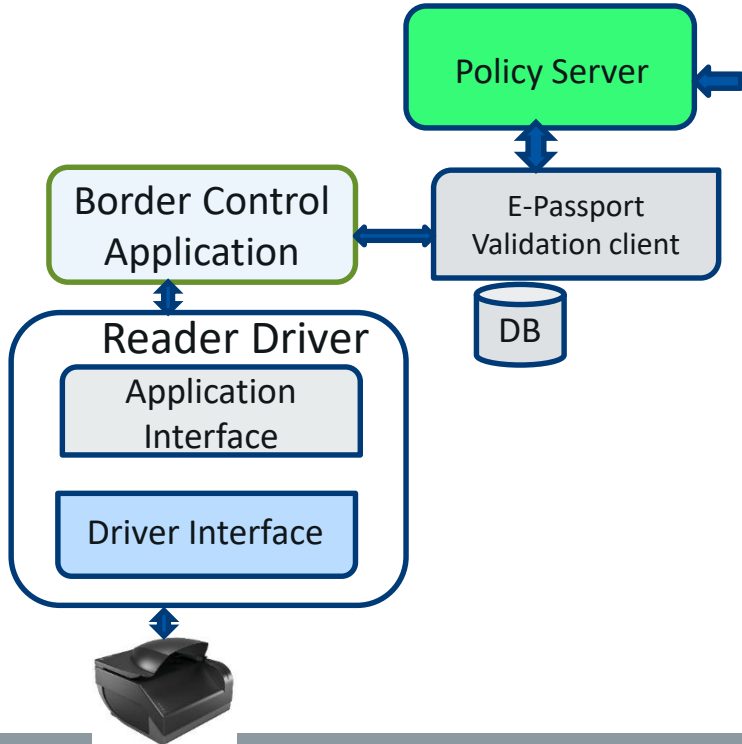 Policy Server
Border Control
Application
E-Passport
Validation client
DB
Reader Driver
Application
Interface
Driver Interface